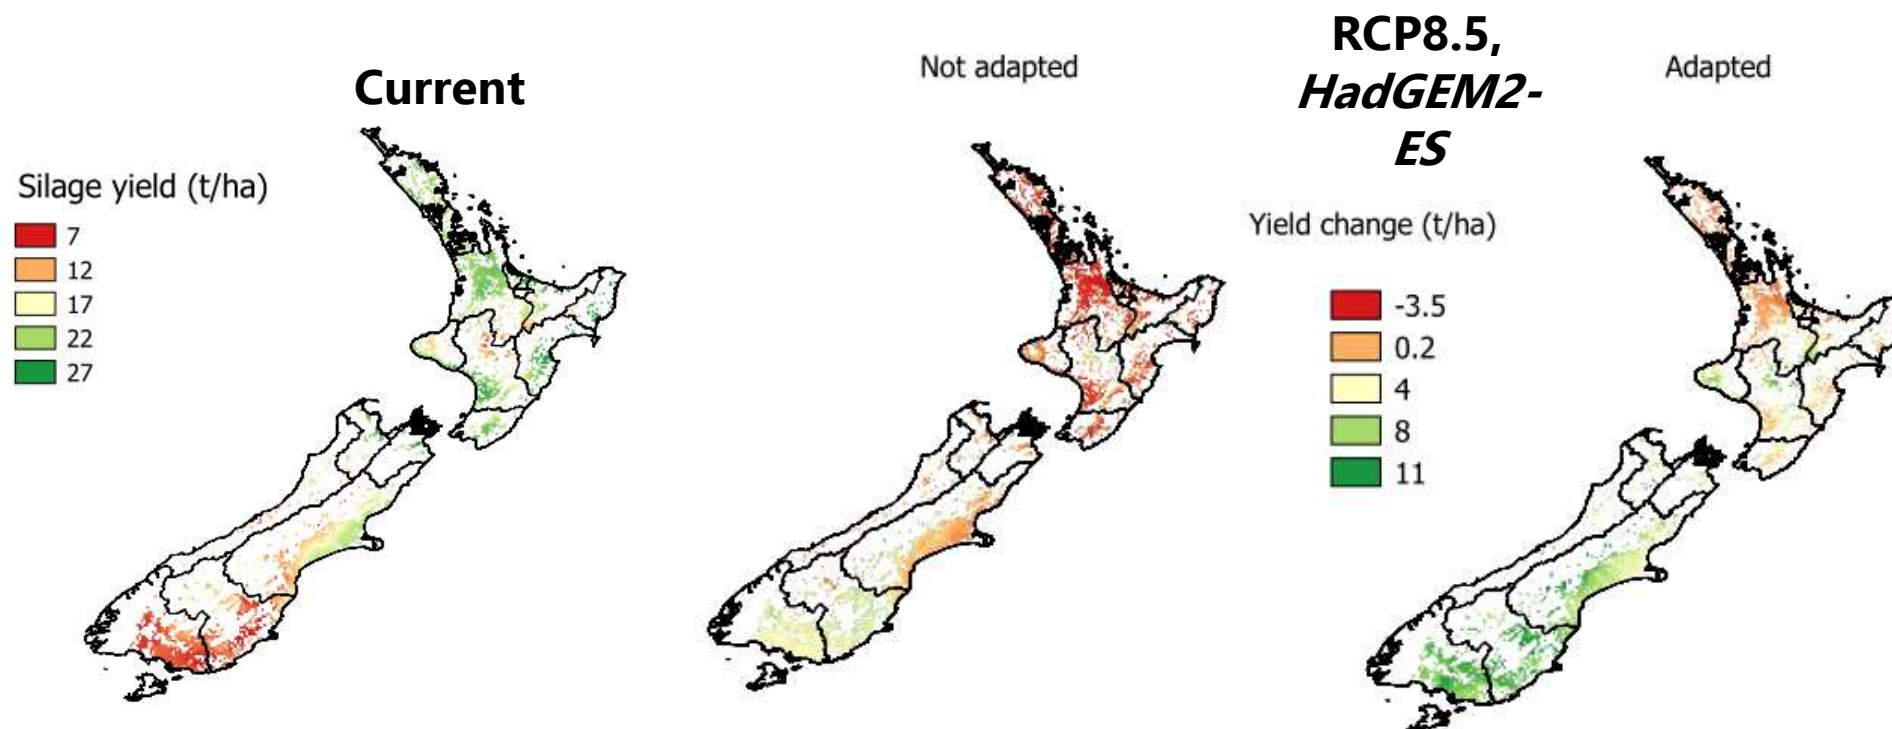 Current
Silage yield (t/ha)
7
12
17
22
27
Not adapted
RCP8.5,
HadGEM2-
ES
Adapted
Yield change (t/ha)
-3.5
0.2
4
8
11